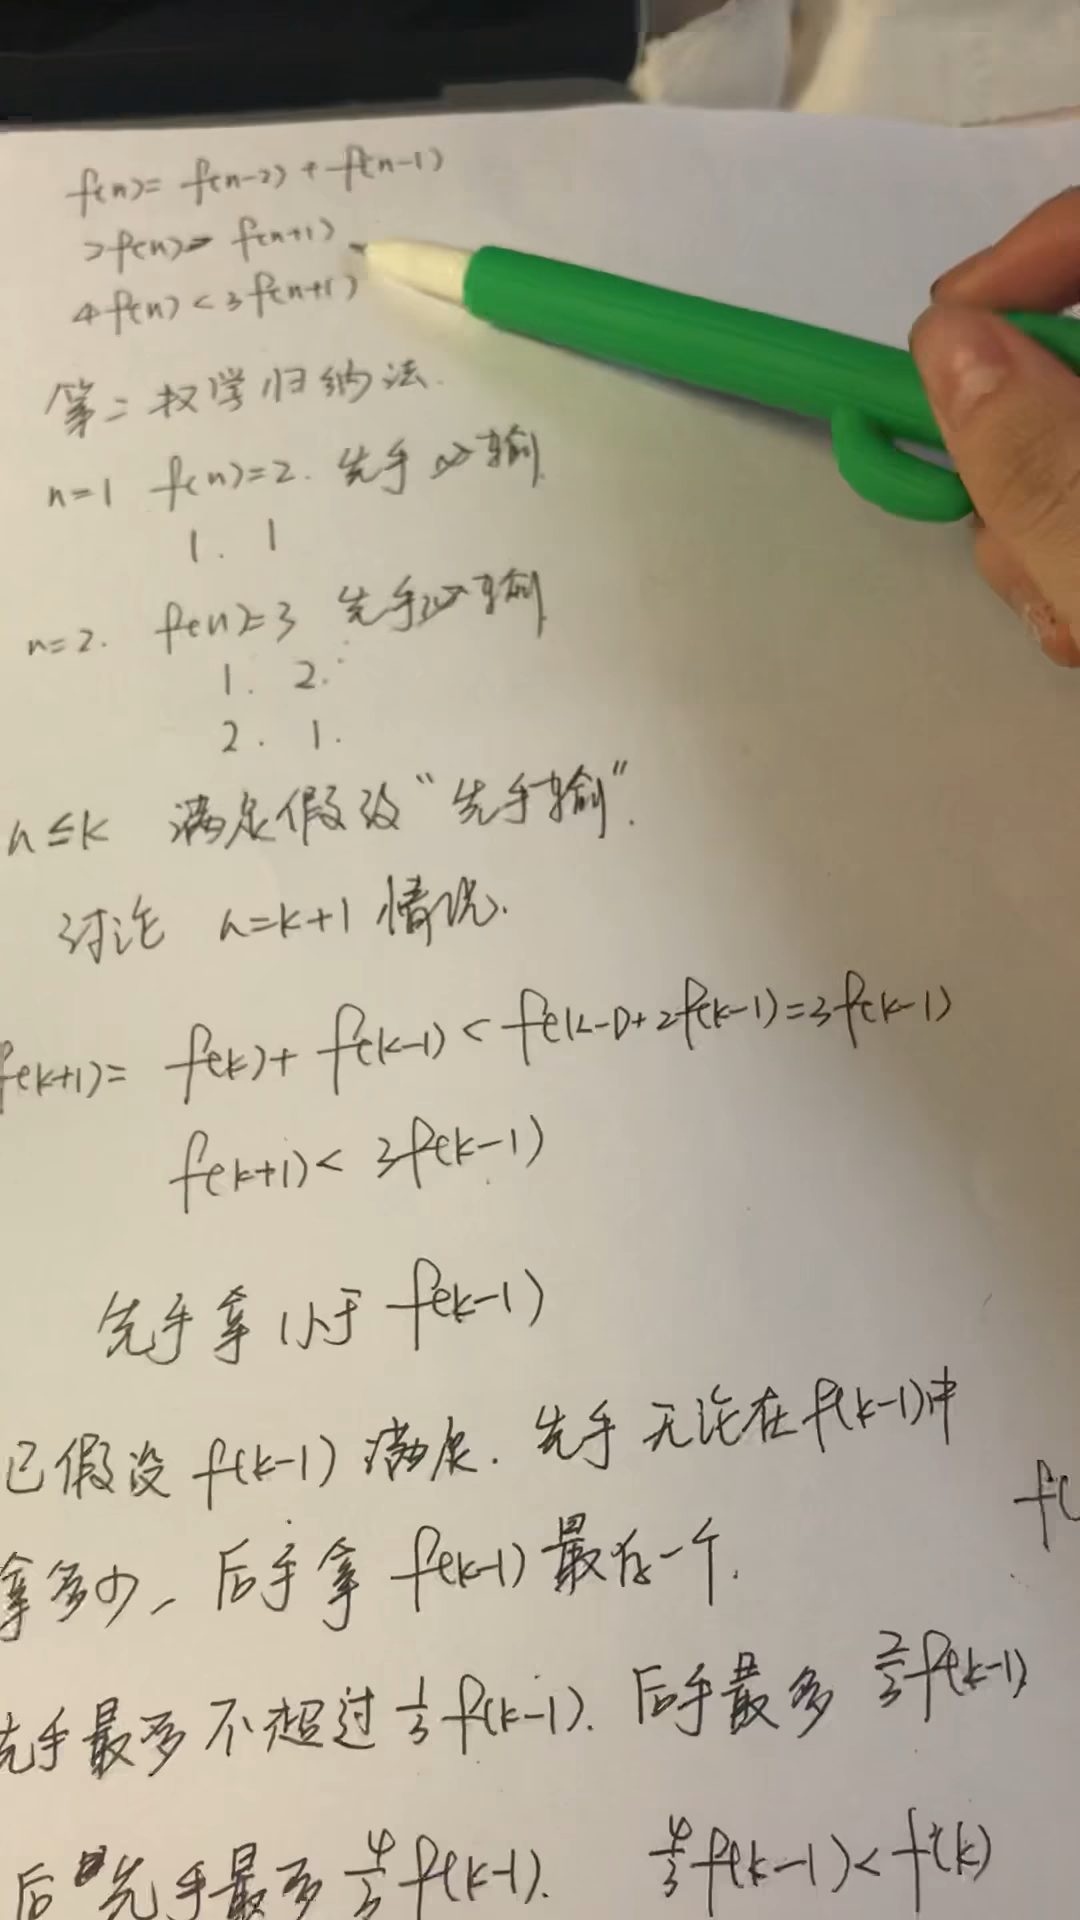 f(n)= f(n-2) + f(n-1)
2f(n)> f(n+1)
4f(n) < 3f(n+1)
第二数学归纳法.
n=1 f(n)=2. 先手必输
1. 1
n=2. f(n)=3 先手必输
1. 2.
2. 1.
n≤k 满足假设“先手输”.
讨论 n=k+1 情况.
f(k+1)= f(k)+ f(k-1) < f(k-1)+2f(k-1)=3f(k-1)
f(k+1)< 3f(k-1)
先手拿小于 f(k-1)
已假设 f(k-1) 满足. 先手无论在f(k-1)中
f(
拿多少, 后手拿 f(k-1) 最后一个.
先手最多不超过 1/3 f(k-1). 后手最多 2/3 f(k-1)
后 先手最多 4/3 f(k-1). 4/3 f(k-1) < f(k)